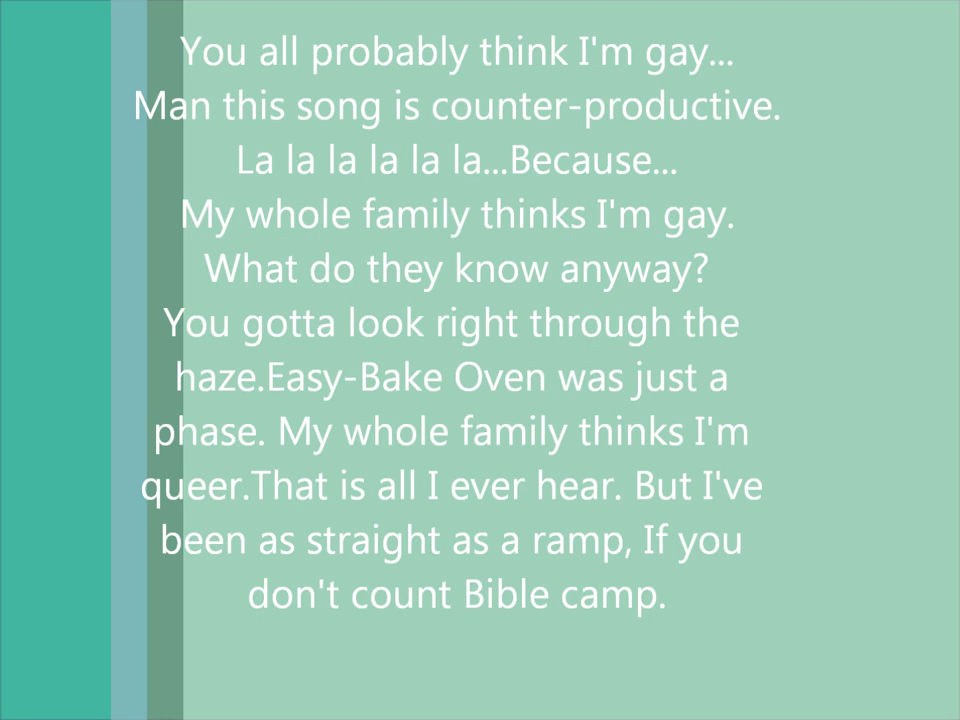 You all probably think I'm gay...
Man this song is counter-productive.
La la la la la la...Because...
My whole family thinks I'm gay.
What do they know anyway?
You gotta look right through the
haze.Easy-Bake Oven was just a
phase. My whole family thinks I'm
queer.That is all I ever hear. But I've
been as straight as a ramp, If you
don't count Bible camp.